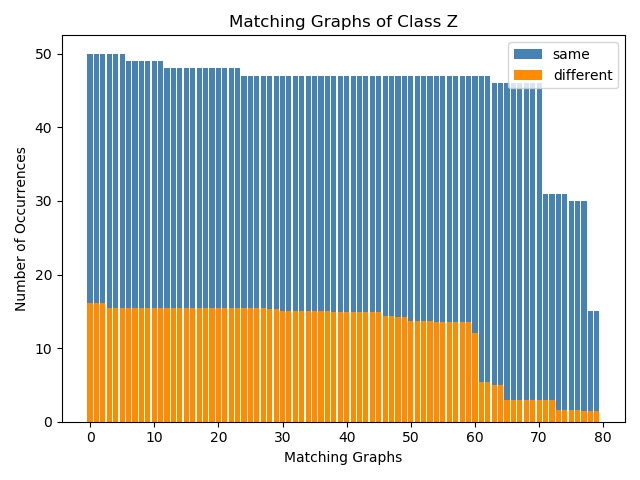 Matching Graphs of Class Z
same
different
Number of Occurrences
50
40
30
20
10
0
0 10 20 30 40 50 60 70 80
Matching Graphs